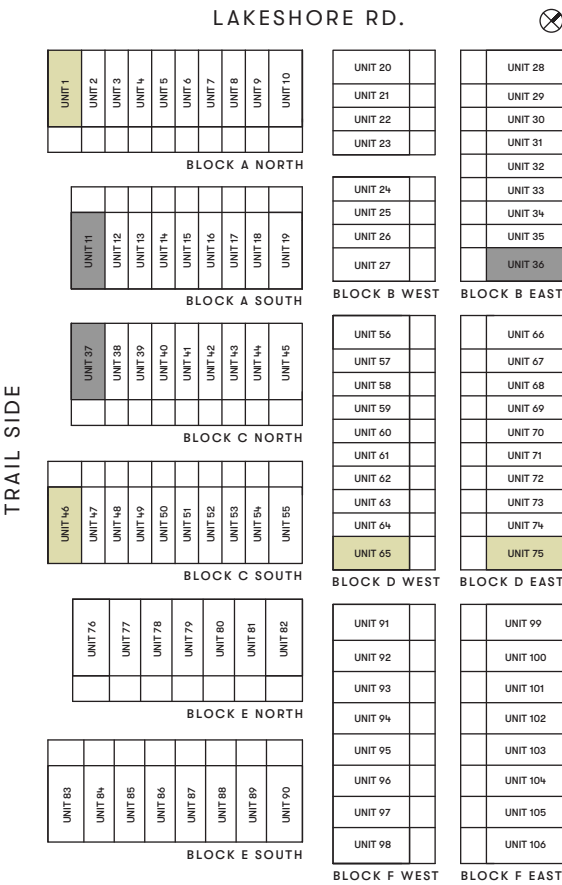 LAKESHORE RD.
TRAIL SIDE
UNIT 1
UNIT 2
UNIT 3
UNIT 4
UNIT 5
UNIT 6
UNIT 7
UNIT 8
UNIT 9
UNIT 10
BLOCK A NORTH
UNIT 11
UNIT 12
UNIT 13
UNIT 14
UNIT 15
UNIT 16
UNIT 17
UNIT 18
UNIT 19
BLOCK A SOUTH
UNIT 20
UNIT 21
UNIT 22
UNIT 23
UNIT 24
UNIT 25
UNIT 26
UNIT 27
BLOCK B WEST
UNIT 28
UNIT 29
UNIT 30
UNIT 31
UNIT 32
UNIT 33
UNIT 34
UNIT 35
UNIT 36
BLOCK B EAST
UNIT 37
UNIT 38
UNIT 39
UNIT 40
UNIT 41
UNIT 42
UNIT 43
UNIT 44
UNIT 45
BLOCK C NORTH
UNIT 46
UNIT 47
UNIT 48
UNIT 49
UNIT 50
UNIT 51
UNIT 52
UNIT 53
UNIT 54
UNIT 55
BLOCK C SOUTH
UNIT 56
UNIT 57
UNIT 58
UNIT 59
UNIT 60
UNIT 61
UNIT 62
UNIT 63
UNIT 64
UNIT 65
BLOCK D WEST
UNIT 66
UNIT 67
UNIT 68
UNIT 69
UNIT 70
UNIT 71
UNIT 72
UNIT 73
UNIT 74
UNIT 75
BLOCK D EAST
UNIT 76
UNIT 77
UNIT 78
UNIT 79
UNIT 80
UNIT 81
UNIT 82
BLOCK E NORTH
UNIT 83
UNIT 84
UNIT 85
UNIT 86
UNIT 87
UNIT 88
UNIT 89
UNIT 90
BLOCK E SOUTH
UNIT 91
UNIT 92
UNIT 93
UNIT 94
UNIT 95
UNIT 96
UNIT 97
UNIT 98
BLOCK F WEST
UNIT 99
UNIT 100
UNIT 101
UNIT 102
UNIT 103
UNIT 104
UNIT 105
UNIT 106
BLOCK F EAST